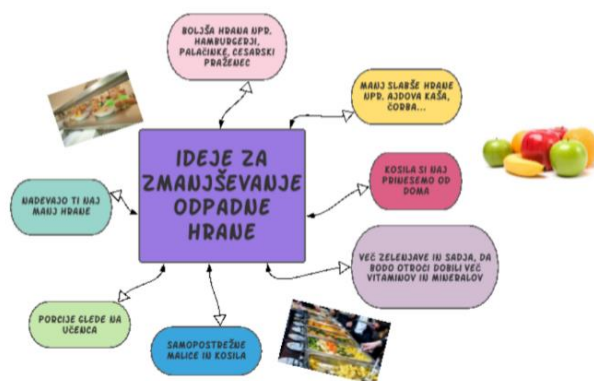 BOLJŠA HRANA NPR.
HAMBURGERJI,
PALAČINKE, CESARSKI
PRAŽENEC
MANJ SLABŠE HRANE
NPR. AJDOVA KAŠA,
ČORBA...
IDEJE ZA
ZMANJŠEVANJE
ODPADNE
HRANE
KOSILA SI NAJ
PRINESEMO OD
DOMA
NADEVAJO TI NAJ
MANJ HRANE
VEČ ZELENJAVE IN SADJA, DA
BODO OTROCI DOBILI VEČ
VITAMINOV IN MINERALOV
PORCIJE GLEDE NA
UČENCA
SAMOPOSTREŽNE
MALICE IN KOSILA